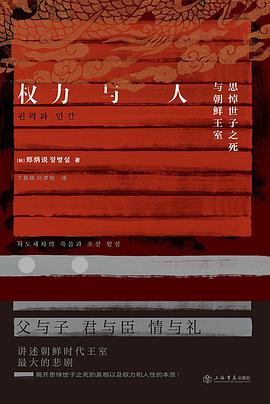 权力与人
思悼世子之死
与朝鲜王室
권력과 인간
[韩] 郑炳说 정병설 著
丁晨楠 叶梦怡 译
사도세자의 죽음과 조선 왕실
父与子 君与臣 情与礼
讲述朝鲜时代王室
最大的悲剧
揭开思悼世子之死的真相以及权力和人性的本质!
上海书店出版社